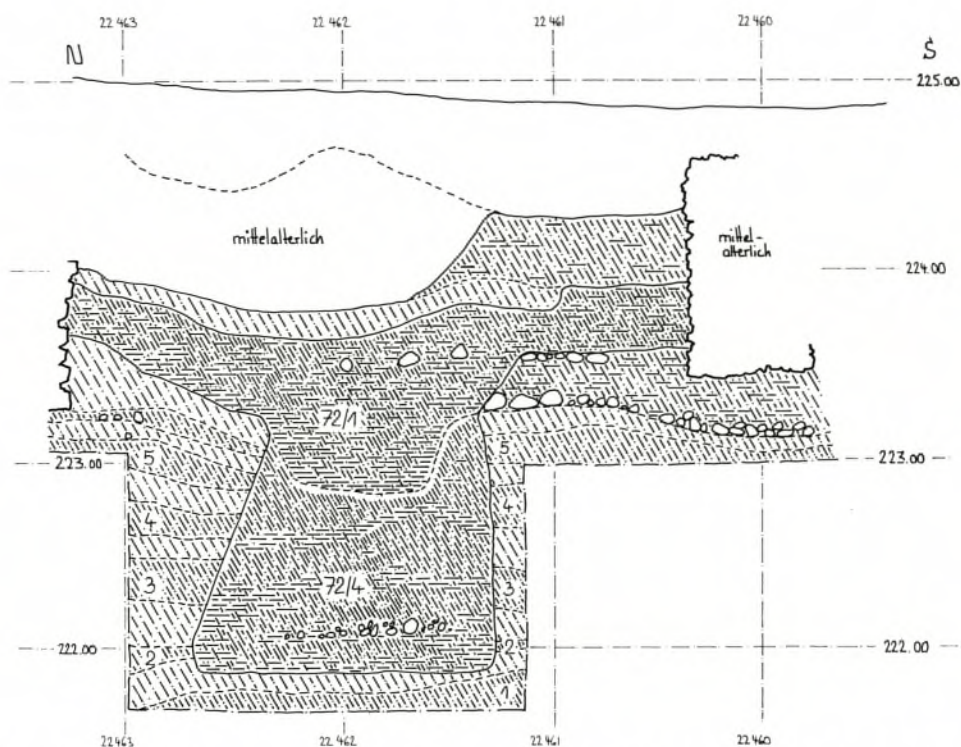 22 463 22 462 22 461 22 460
N S
225.00
mittelalterlich
mittel-
alterlich
224.00
72/1
5 5
223.00 223.00
4 4
3 72/4 3
222.00 2 2 222.00
1
22 463 22 462 22 461 22 460